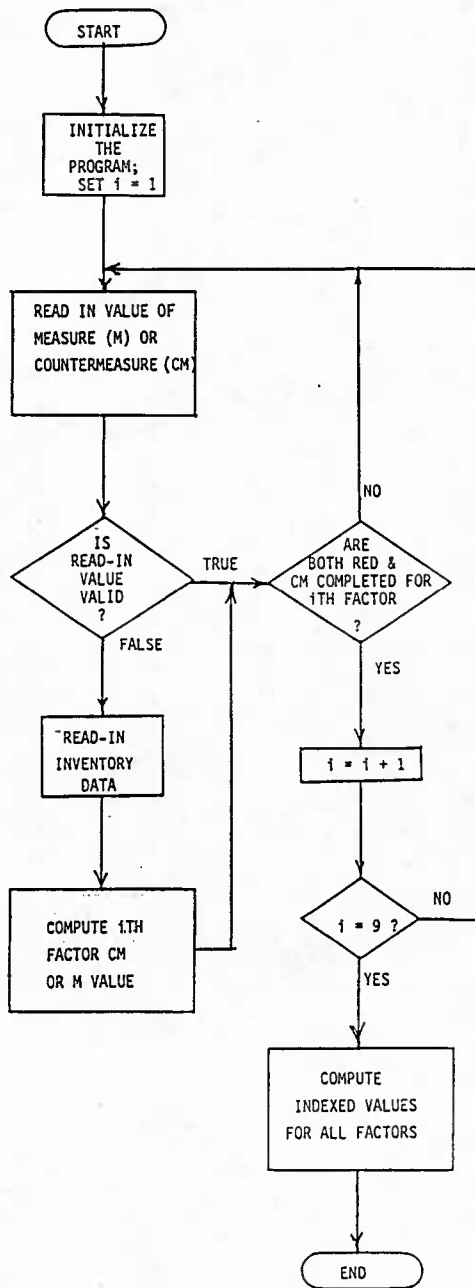 START
INITIALIZE
THE
PROGRAM;
SET i = 1
READ IN VALUE OF
MEASURE (M) OR
COUNTERMEASURE (CM)
IS
READ-IN
VALUE
VALID
?
TRUE
FALSE
READ-IN
INVENTORY
DATA
COMPUTE iTH
FACTOR CM
OR M VALUE
NO
ARE
BOTH RED &
CM COMPLETED FOR
iTH FACTOR
?
YES
i = i + 1
i = 9 ?
NO
YES
COMPUTE
INDEXED VALUES
FOR ALL FACTORS
END